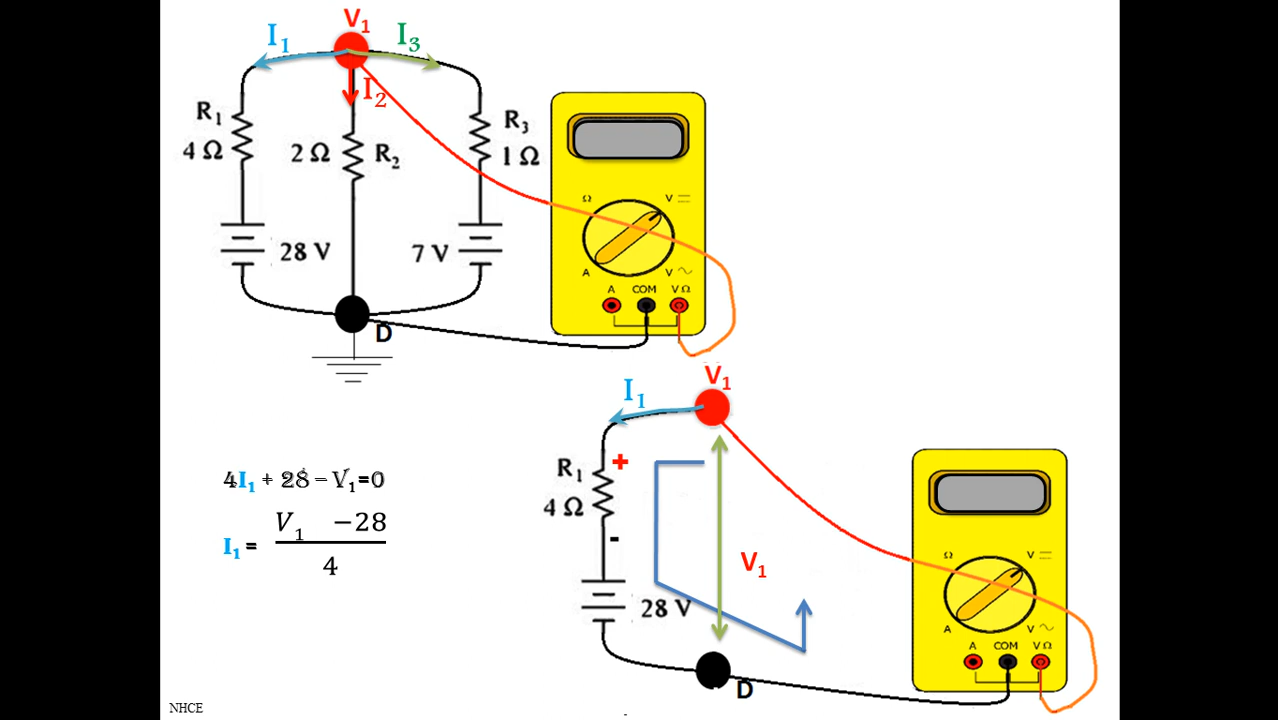 V1
I1
I3
I2
R1
4 Ω
2 Ω
R2
R3
1 Ω
28 V
7 V
D
Ω
V
A
V
A
COM
V Ω
V1
I1
R1
4 Ω
+
-
28 V
V1
D
Ω
V
A
V
A
COM
V Ω
4I1 + 28 – V1=0
I1 = V1 −28
4
NHCE